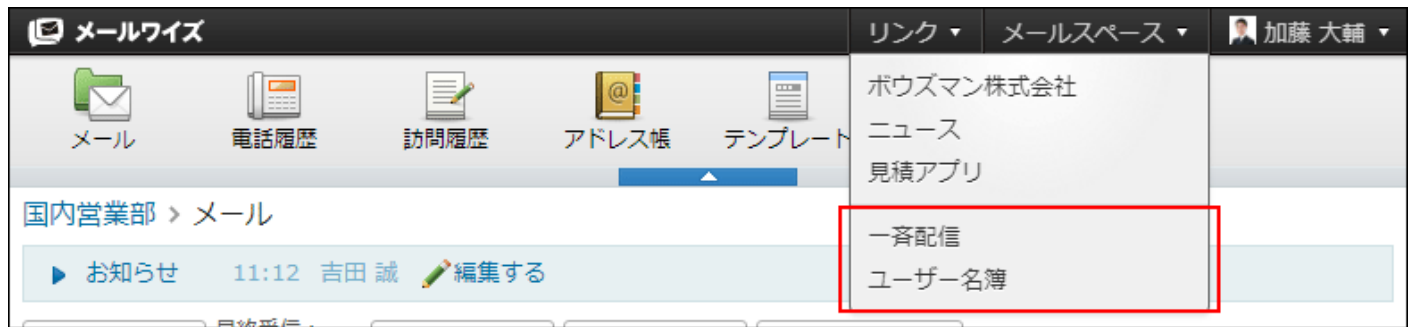 メールワイズ
リンク▼ メールスペース▼ 加藤 大輔▼
メール 電話履歴 訪問履歴 アドレス帳 テンプレート
ボウズマン株式会社
ニュース
見積アプリ
一斉配信
ユーザー名簿
国内営業部 > メール
お知らせ 11:12 吉田 誠 編集する